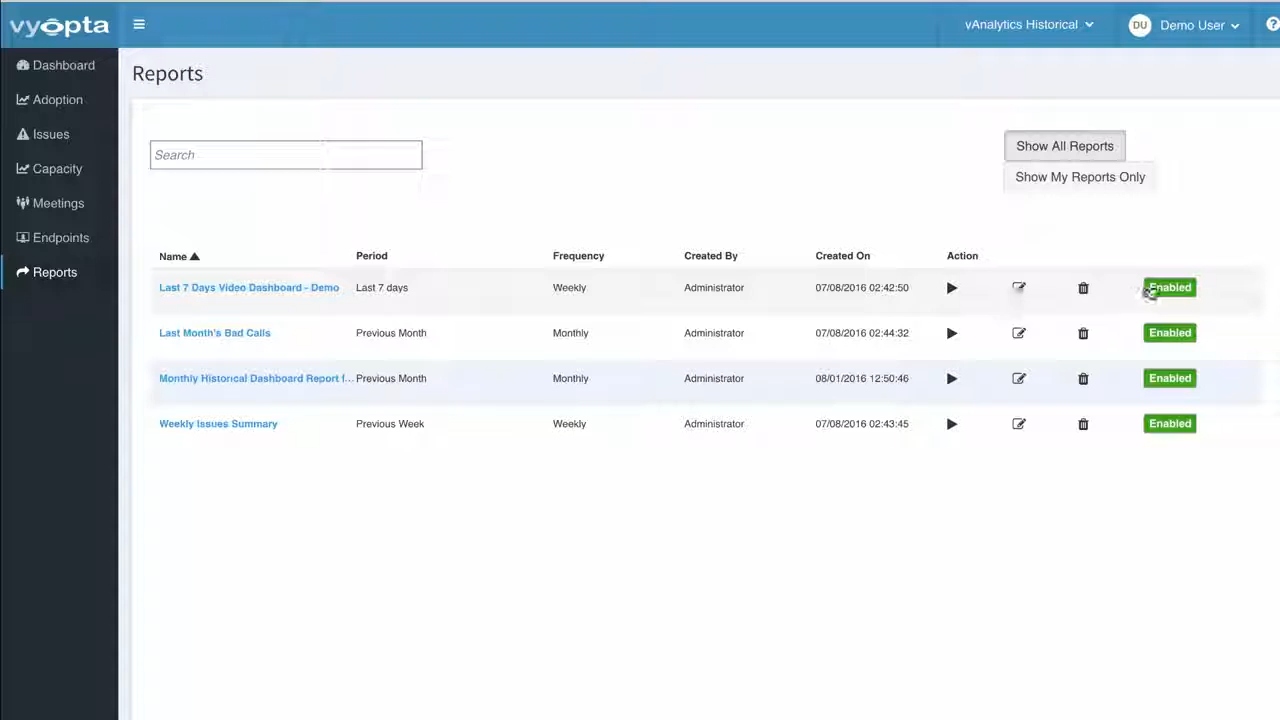 vyopta
vAnalytics Historical
DU Demo User
Dashboard
Adoption
Issues
Capacity
Meetings
Endpoints
Reports
Reports
Search
Show All Reports
Show My Reports Only
Name Period Frequency Created By Created On Action
Last 7 Days Video Dashboard - Demo Last 7 days Weekly Administrator 07/08/2016 02:42:50 Enabled
Last Month's Bad Calls Previous Month Monthly Administrator 07/08/2016 02:44:32 Enabled
Monthly Historical Dashboard Report f... Previous Month Monthly Administrator 08/01/2016 12:50:46 Enabled
Weekly Issues Summary Previous Week Weekly Administrator 07/08/2016 02:43:45 Enabled